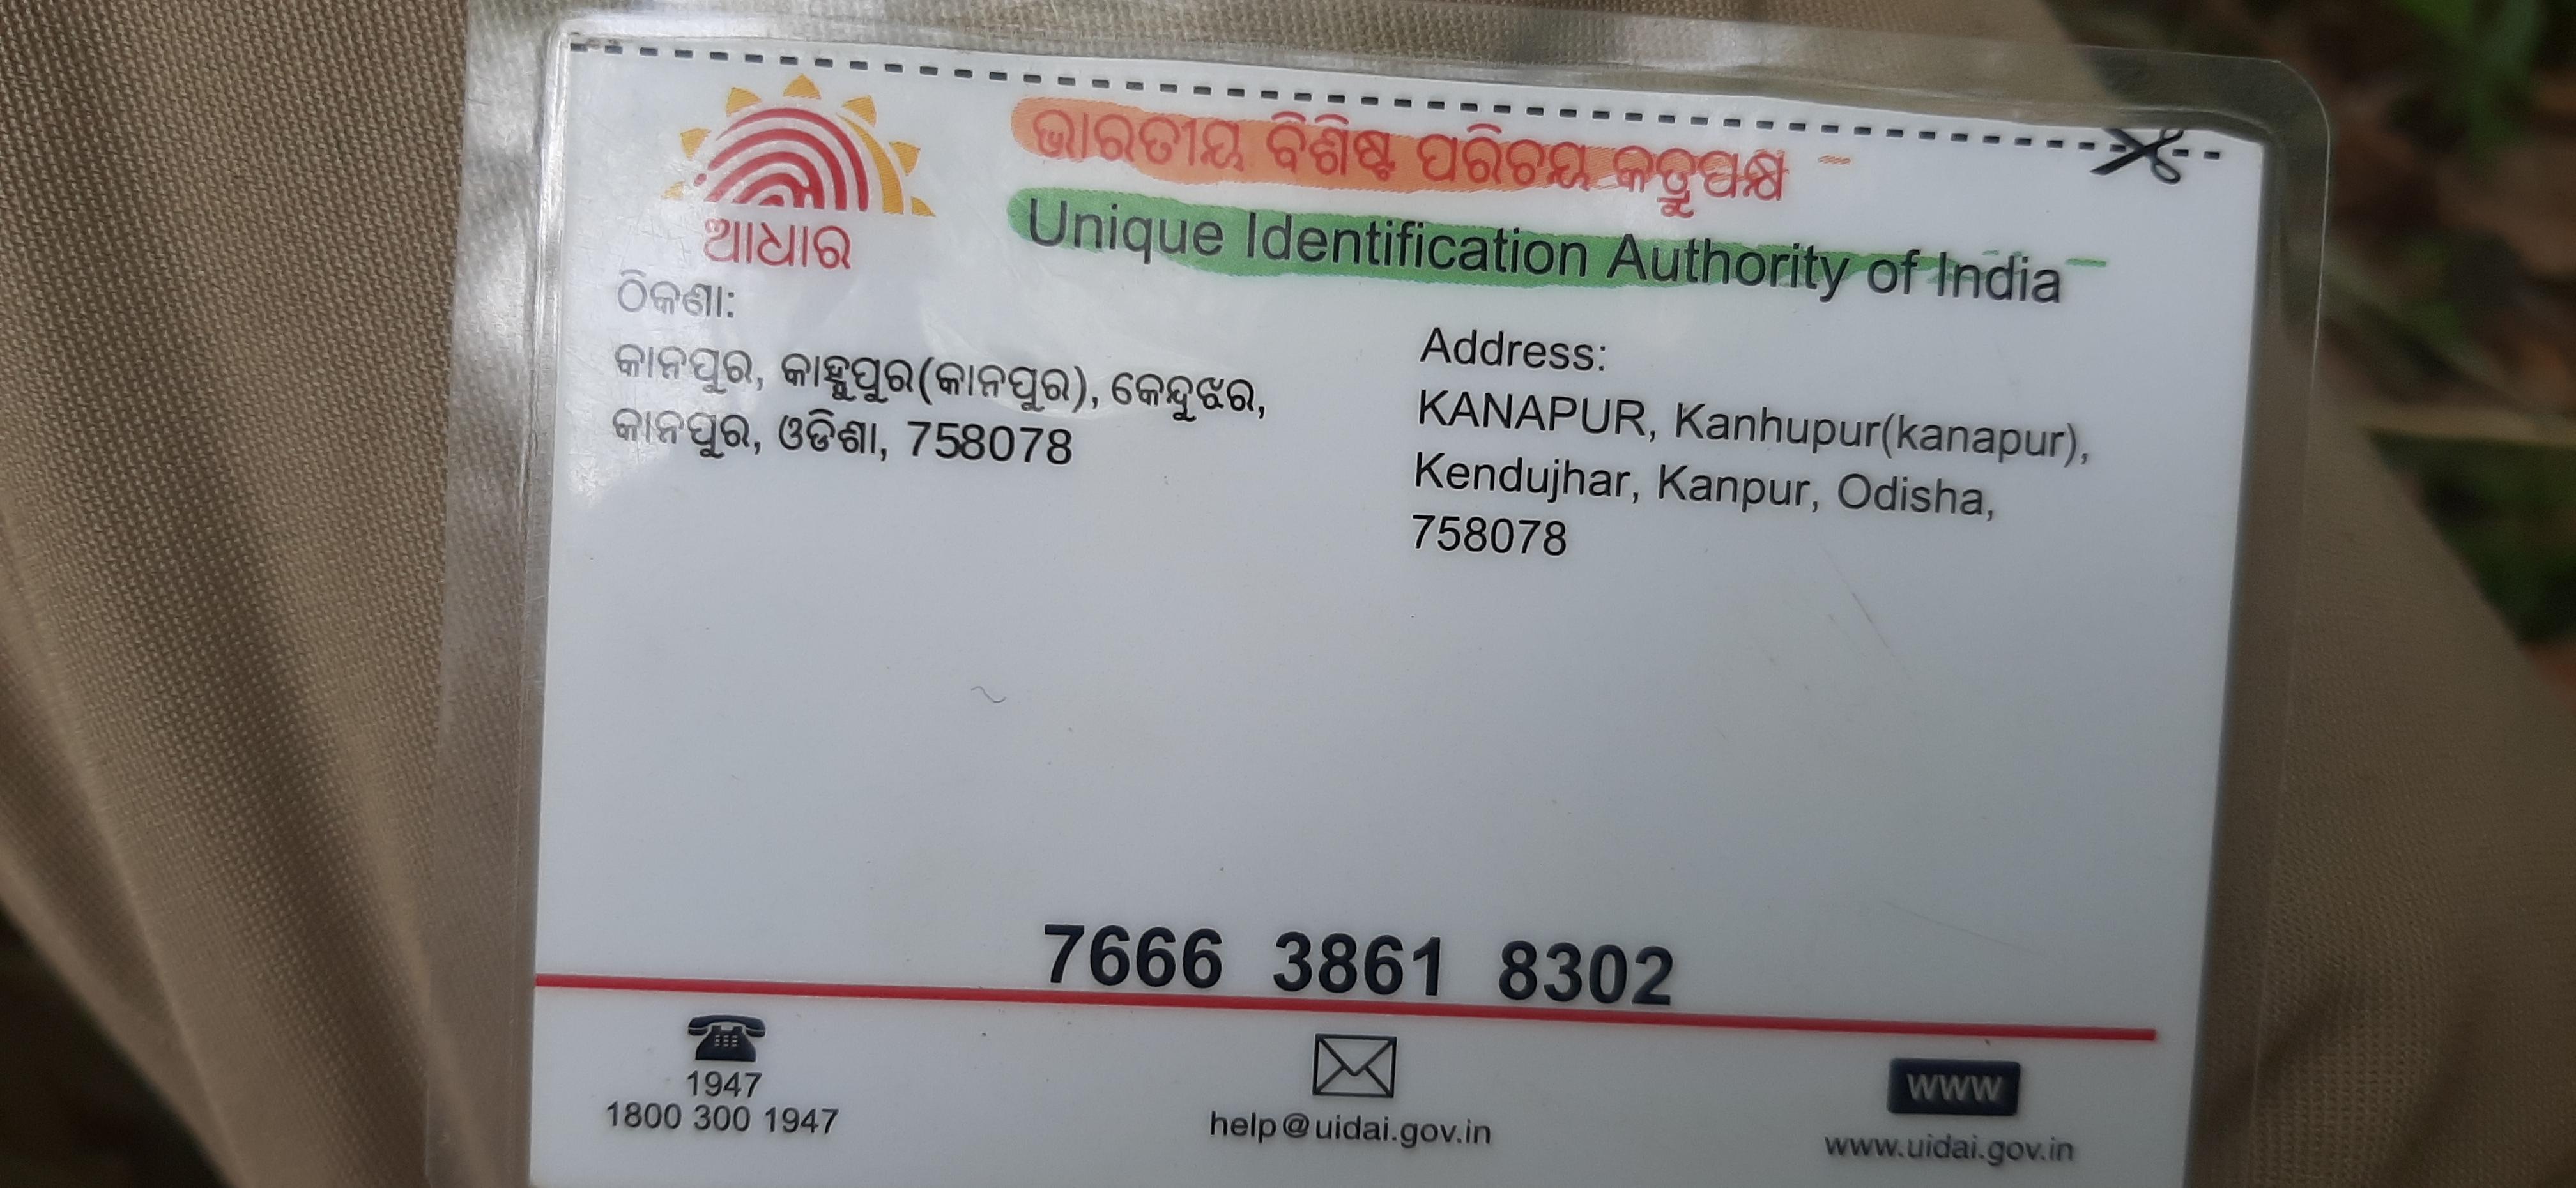 ଭାରତୀୟ ବିଶିଷ୍ଟ ପରିଚୟ କତ୍ରୁପକ୍ଷ
Unique Identification Authority of India
ଆଧାର
ଠିକଣା:
କାନପୁର, କାହ୍ନୁପୁର(କାନପୁର), କେନ୍ଦୁଝର,
କାନପୁର, ଓଡିଶା, 758078
Address:
KANAPUR, Kanhupur(kanapur),
Kendujhar, Kanpur, Odisha,
758078
7666 3861 8302
1947
1800 300 1947
help@uidai.gov.in
www
www.uidai.gov.in